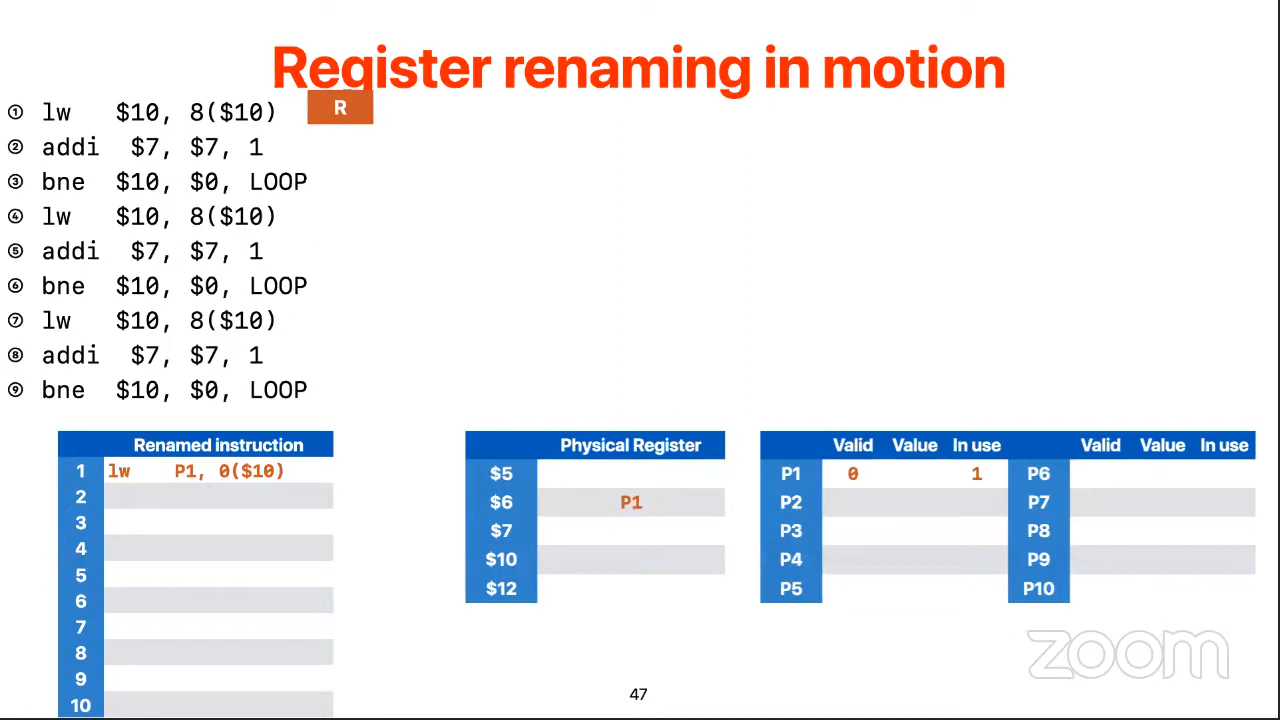 Register renaming in motion
① lw $10, 8($10) R
② addi $7, $7, 1
③ bne $10, $0, LOOP
④ lw $10, 8($10)
⑤ addi $7, $7, 1
⑥ bne $10, $0, LOOP
⑦ lw $10, 8($10)
⑧ addi $7, $7, 1
⑨ bne $10, $0, LOOP
Renamed instruction
1 lw P1, 0($10)
2
3
4
5
6
7
8
9
10
Physical Register
$5
$6 P1
$7
$10
$12
Valid Value In use Valid Value In use
P1 0 1 P6
P2 P7
P3 P8
P4 P9
P5 P10
zoom
47